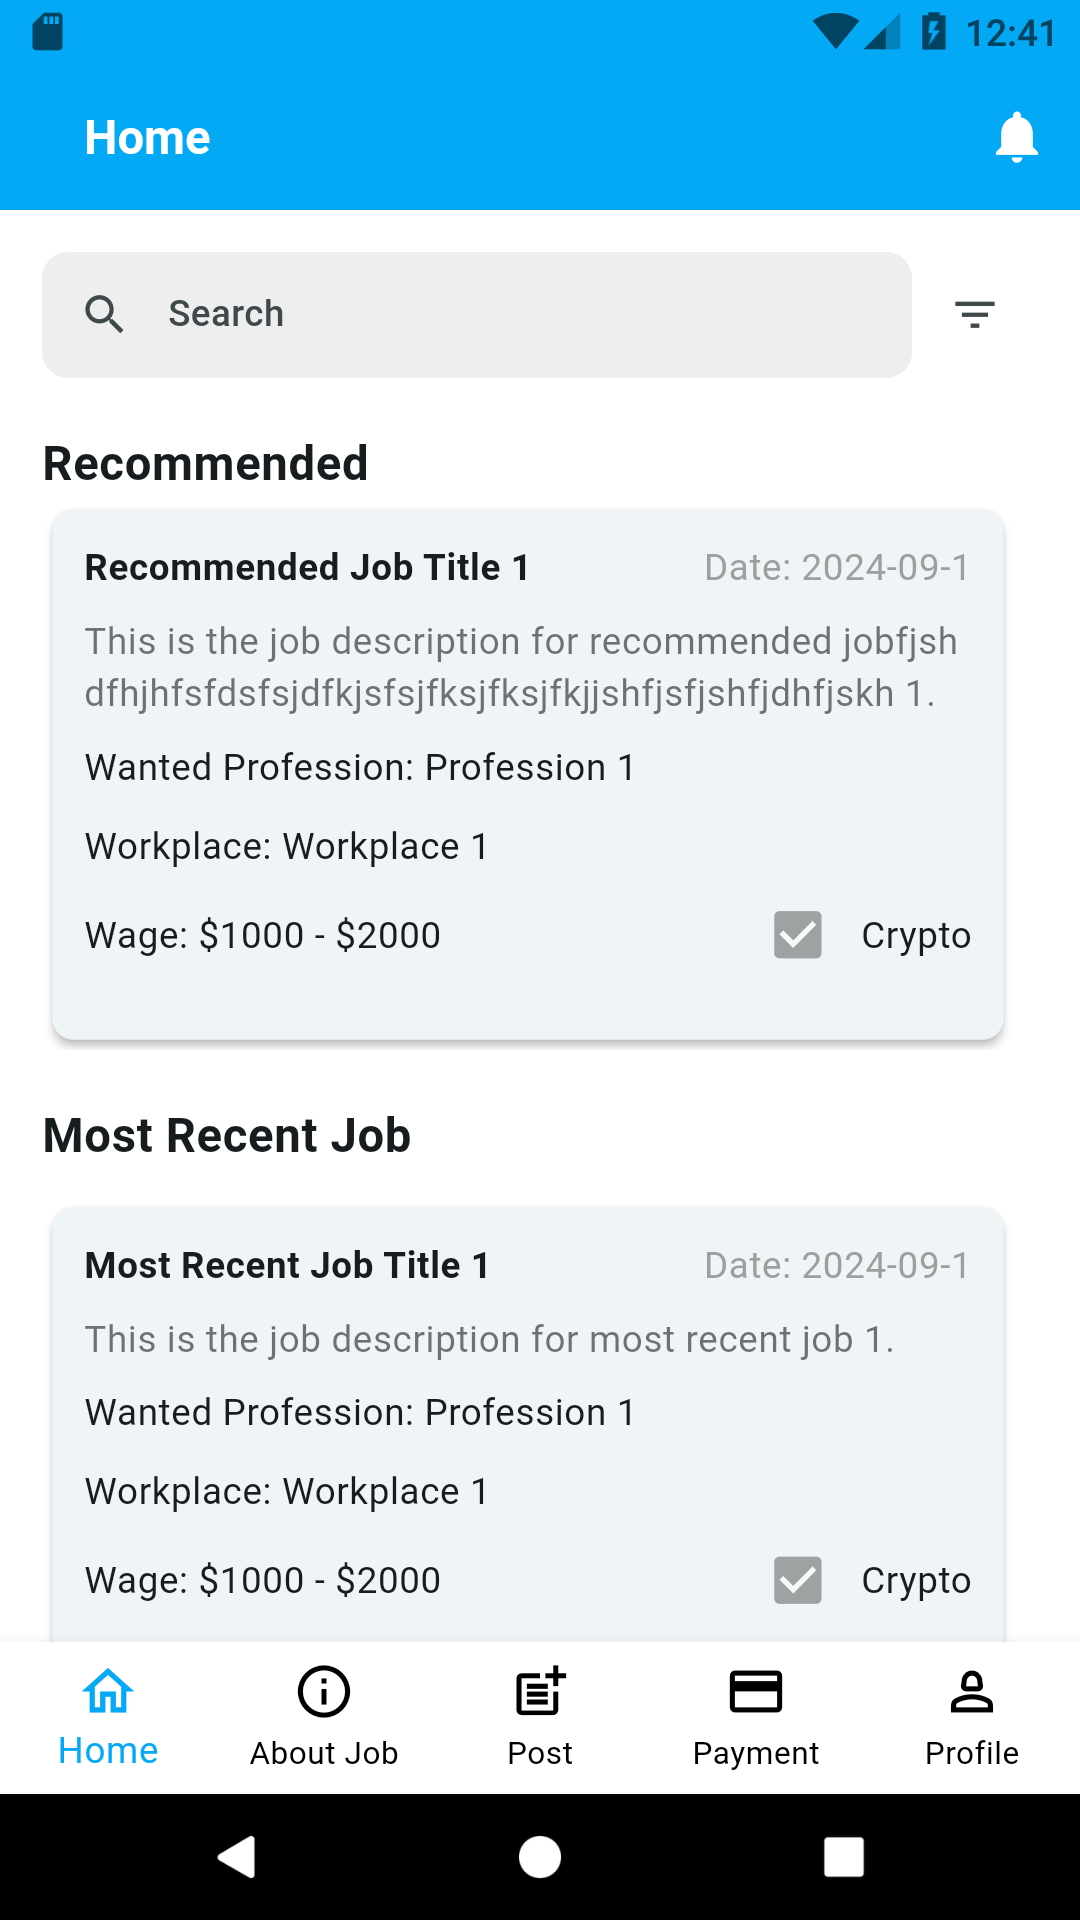 12:41
Home
Search
Recommended
Recommended Job Title 1 Date: 2024-09-1
This is the job description for recommended jobfjsh
dfhjhfsfdsfsjdfkjsfsjfksjfksjfkjjshfjsfjshfjdhfjskh 1.
Wanted Profession: Profession 1
Workplace: Workplace 1
Wage: $1000 - $2000 Crypto
Most Recent Job
Most Recent Job Title 1 Date: 2024-09-1
This is the job description for most recent job 1.
Wanted Profession: Profession 1
Workplace: Workplace 1
Wage: $1000 - $2000 Crypto
Home About Job Post Payment Profile